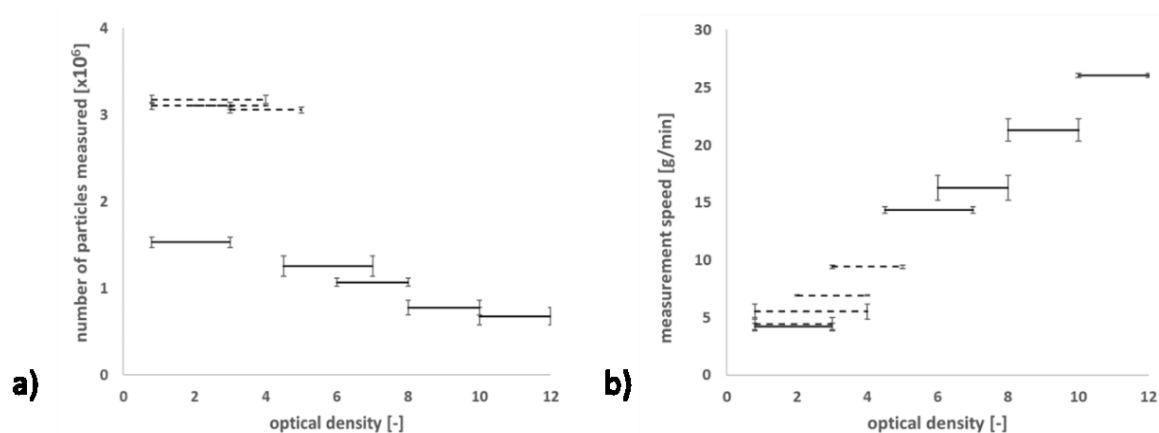 a)
number of particles measured [x10⁶]
4
3
2
1
0
0 2 4 6 8 10 12
optical density [-]
b)
measurement speed [g/min]
30
25
20
15
10
5
0
0 2 4 6 8 10 12
optical density [-]